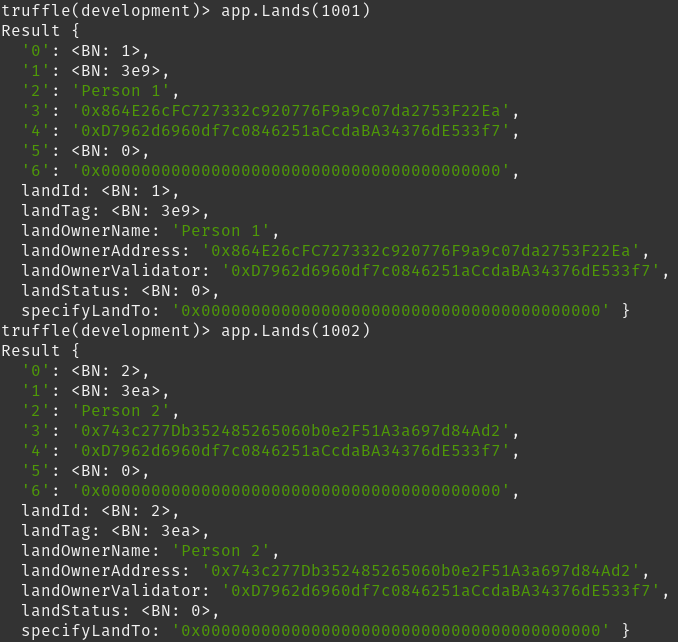 truffle(development)> app.Lands(1001)
Result {
  '0': <BN: 1>,
  '1': <BN: 3e9>,
  '2': 'Person 1',
  '3': '0x864E26cFC727332c920776F9a9c07da2753F22Ea',
  '4': '0xD7962d6960df7c0846251aCcdaBA34376dE533f7',
  '5': <BN: 0>,
  '6': '0x0000000000000000000000000000000000000000',
  landId: <BN: 1>,
  landTag: <BN: 3e9>,
  landOwnerName: 'Person 1',
  landOwnerAddress: '0x864E26cFC727332c920776F9a9c07da2753F22Ea',
  landOwnerValidator: '0xD7962d6960df7c0846251aCcdaBA34376dE533f7',
  landStatus: <BN: 0>,
  specifyLandTo: '0x0000000000000000000000000000000000000000' }
truffle(development)> app.Lands(1002)
Result {
  '0': <BN: 2>,
  '1': <BN: 3ea>,
  '2': 'Person 2',
  '3': '0x743c277Db352485265060b0e2F51A3a697d84Ad2',
  '4': '0xD7962d6960df7c0846251aCcdaBA34376dE533f7',
  '5': <BN: 0>,
  '6': '0x0000000000000000000000000000000000000000',
  landId: <BN: 2>,
  landTag: <BN: 3ea>,
  landOwnerName: 'Person 2',
  landOwnerAddress: '0x743c277Db352485265060b0e2F51A3a697d84Ad2',
  landOwnerValidator: '0xD7962d6960df7c0846251aCcdaBA34376dE533f7',
  landStatus: <BN: 0>,
  specifyLandTo: '0x0000000000000000000000000000000000000000' }